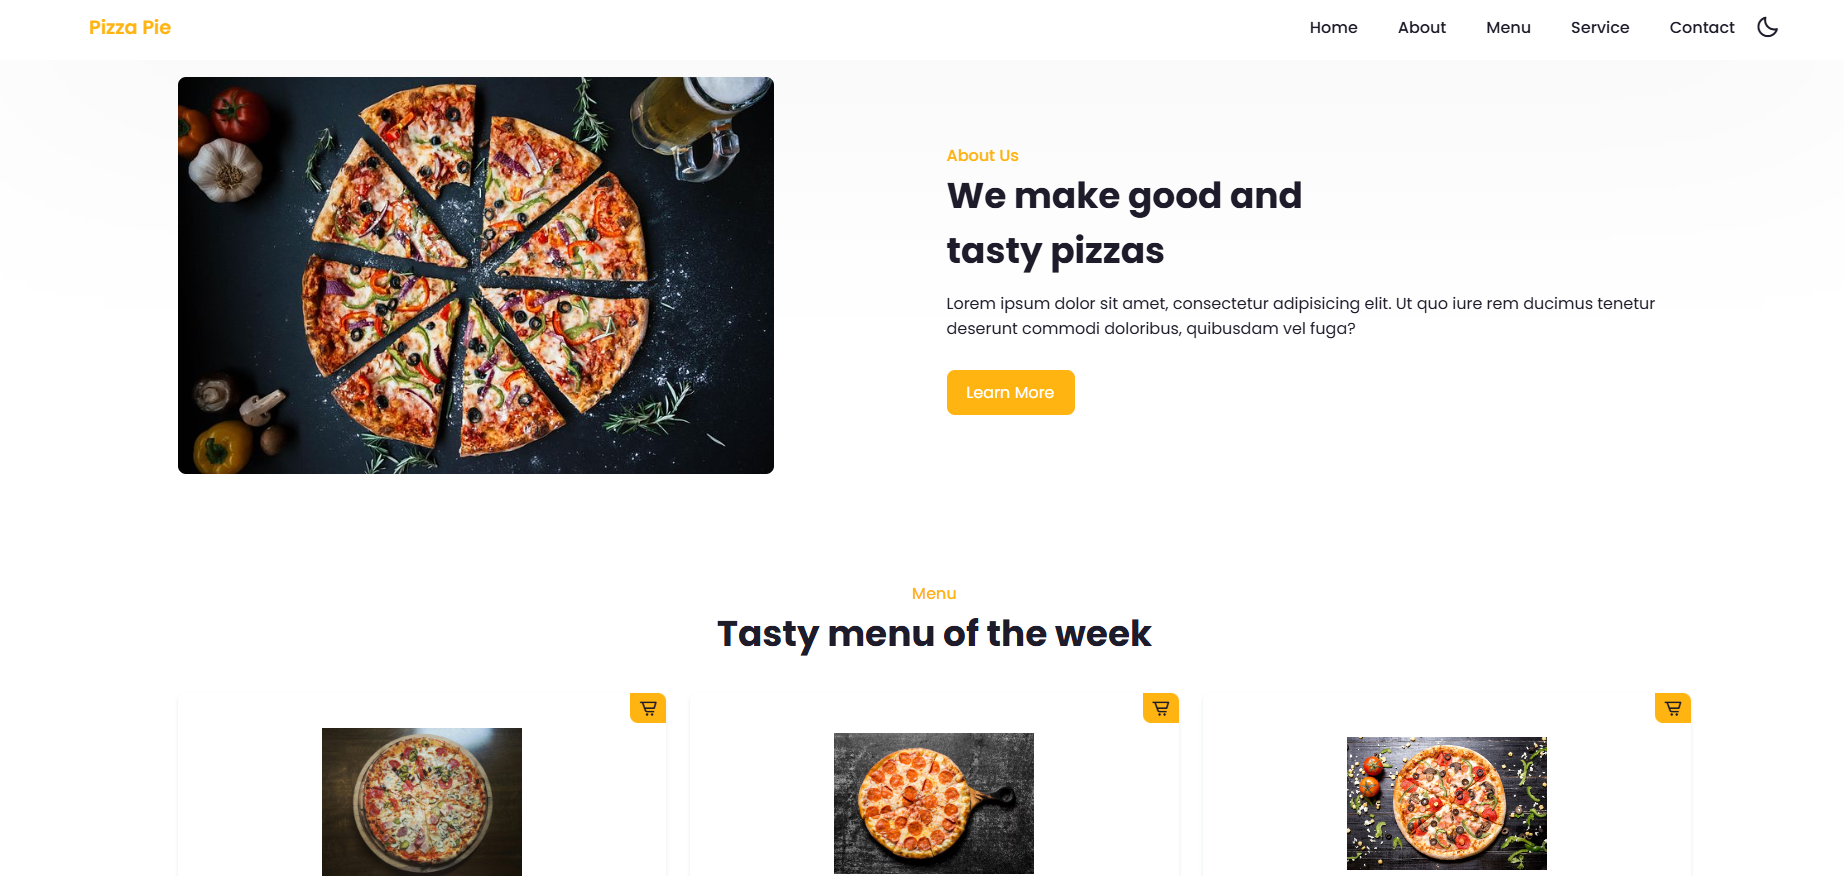 Pizza Pie
Home
About
Menu
Service
Contact
About Us
We make good and
tasty pizzas
Lorem ipsum dolor sit amet, consectetur adipisicing elit. Ut quo iure rem ducimus tenetur
deserunt commodi doloribus, quibusdam vel fuga?
Learn More
Menu
Tasty menu of the week